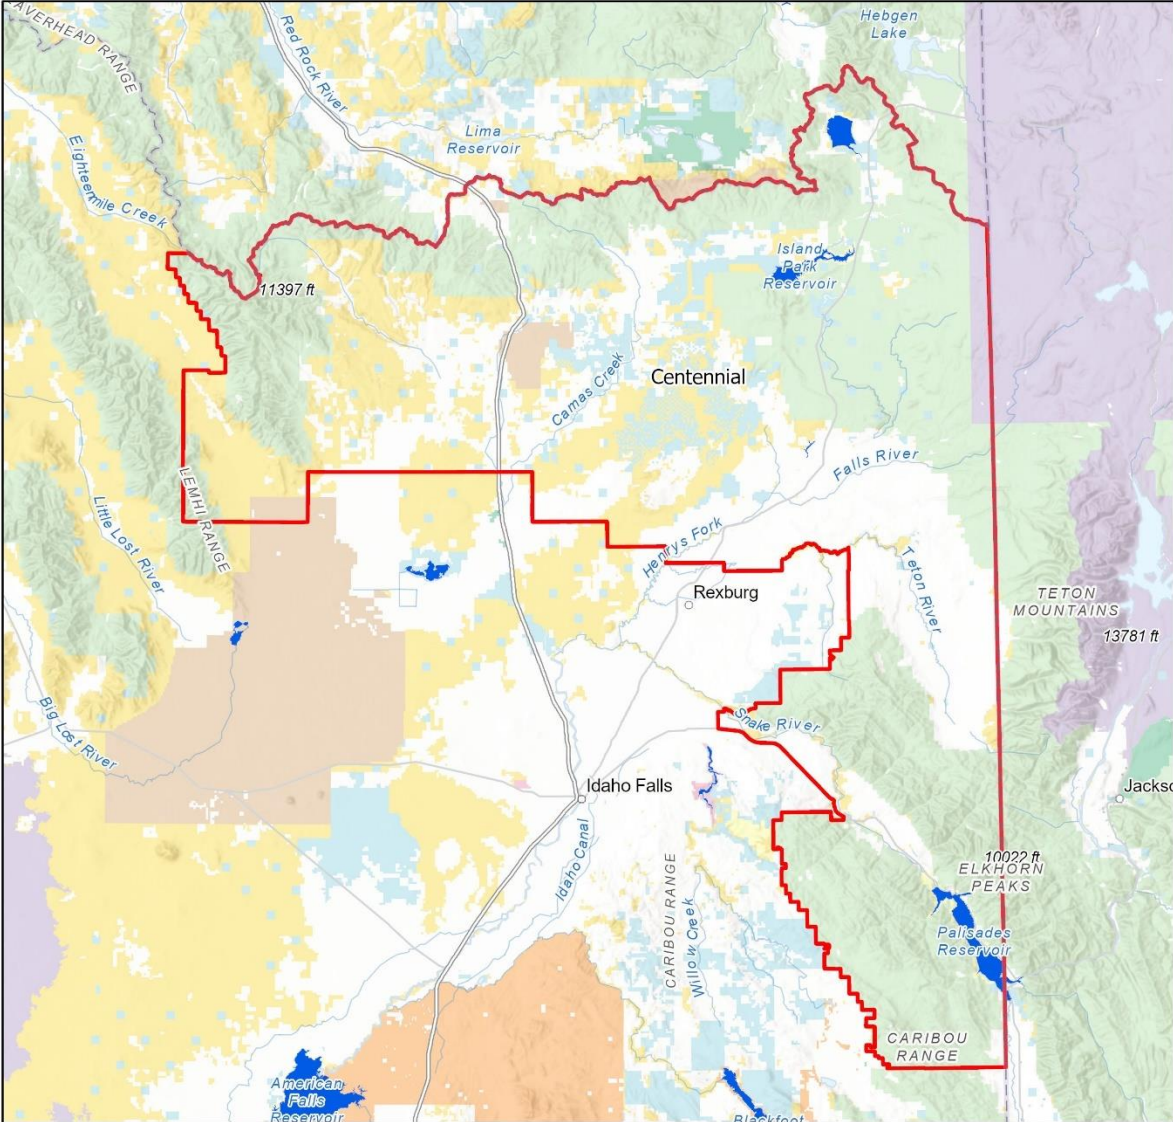 AVERHEAD RANGE
Red Rock River
Hebgen
Lake
Lima
Reservoir
Eighteenmile Creek
Island
Park
Reservoir
11397 ft
Centennial
Camas Creek
Falls River
LEMHI RANGE
Little Lost River
Henrys Fork
Teton River
Rexburg
TETON
MOUNTAINS
13781 ft
Big Lost River
Snake River
Idaho Falls
Jackso
Idaho Canal
10022 ft
ELKHORN
PEAKS
CARIBOU RANGE
Willow Creek
Palisades
Reservoir
CARIBOU
RANGE
American
Falls
Reservoir
Blackfoot